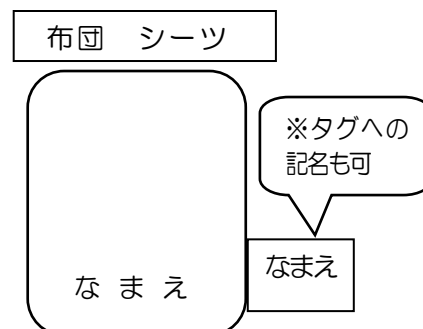 布団　シーツ
※タグへの
記名も可
なまえ
な ま え